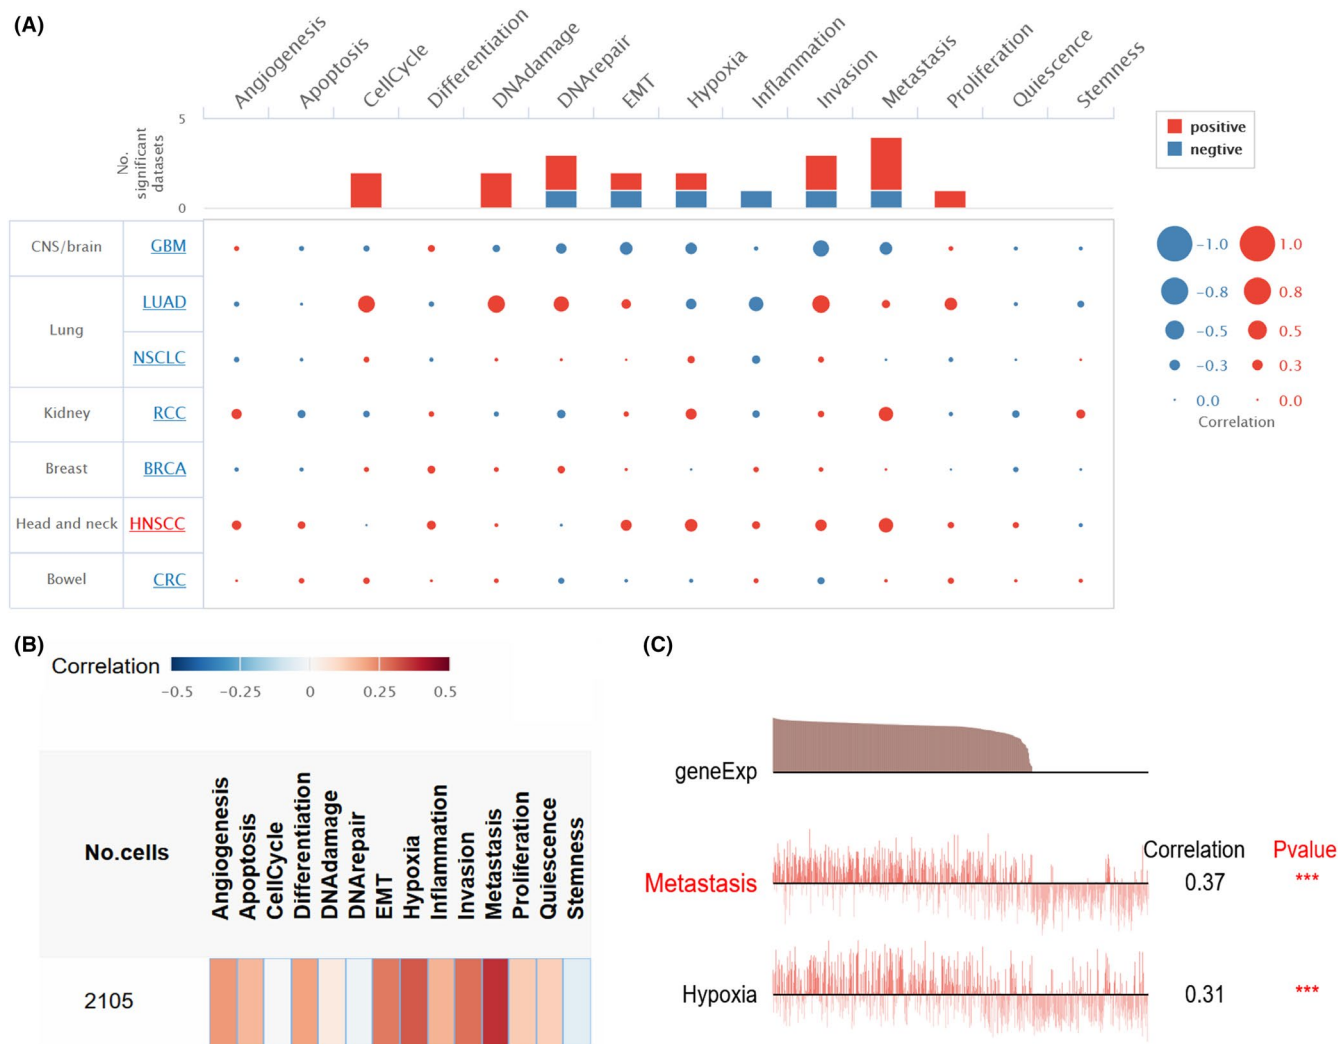 (A)
Angiogenesis
Apoptosis
CellCycle
Differentiation
DNAdamage
DNArepair
EMT
Hypoxia
Inflammation
Invasion
Metastasis
Proliferation
Quiescence
Stemness
No.
significant
datasets
5
0
positive
negtive
CNS/brain GBM
Lung
LUAD
NSCLC
Kidney RCC
Breast BRCA
Head and neck HNSCC
Bowel CRC
-1.0 1.0
-0.8 0.8
-0.5 0.5
-0.3 0.3
0.0 0.0
Correlation
(B)
Correlation
-0.5 -0.25 0 0.25 0.5
No.cells
Angiogenesis
Apoptosis
CellCycle
Differentiation
DNAdamage
DNArepair
EMT
Hypoxia
Inflammation
Invasion
Metastasis
Proliferation
Quiescence
Stemness
2105
(C)
geneExp
Correlation Pvalue
Metastasis 0.37 ***
Hypoxia 0.31 ***